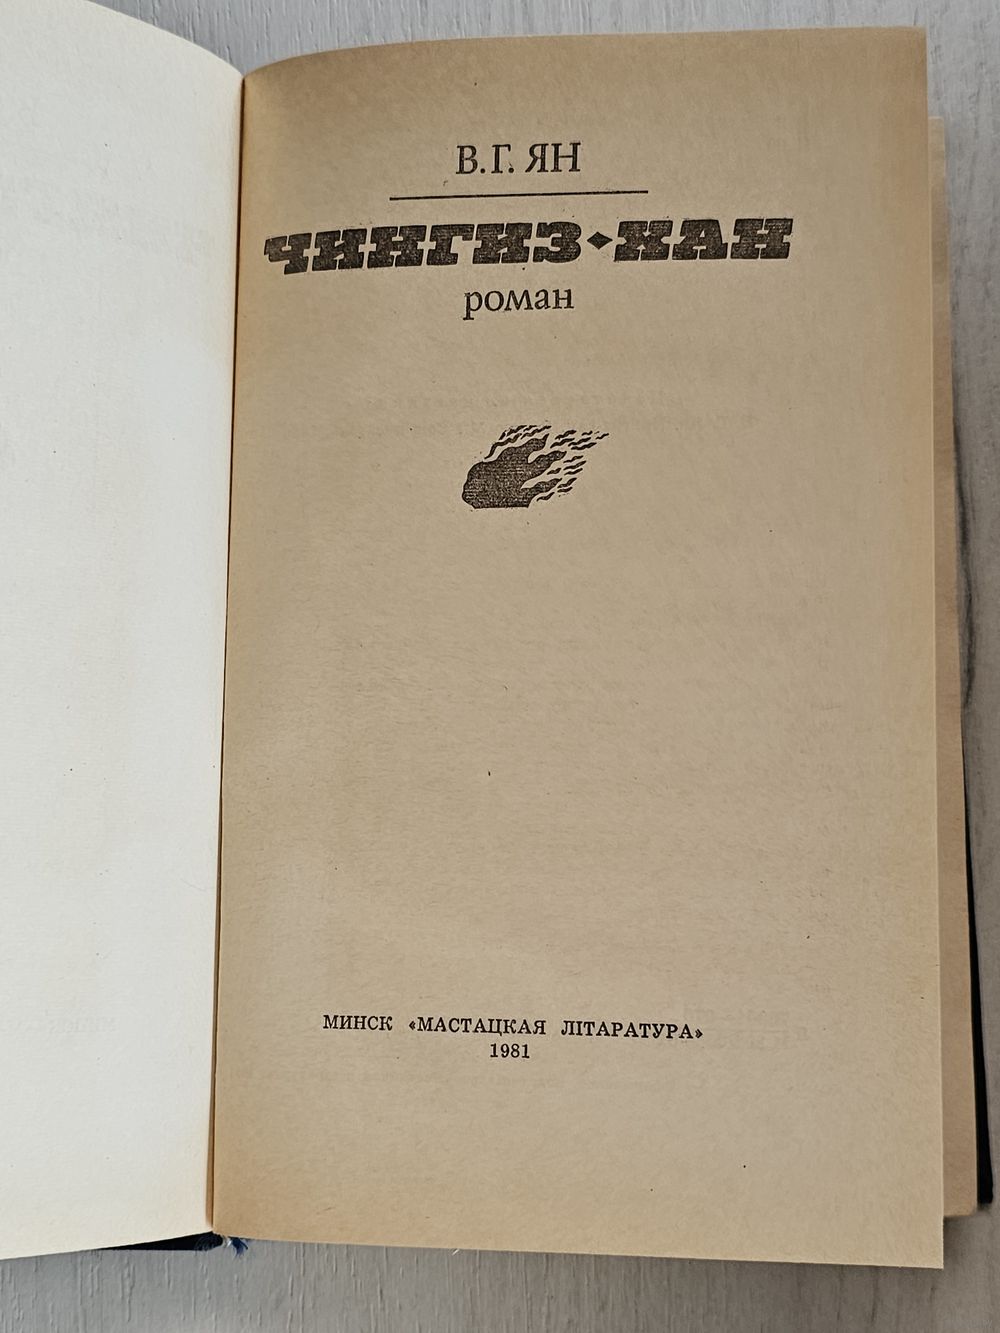 В. Г. ЯН
ЧИНГИЗ-ХАН
роман
МИНСК «МАСТАЦКАЯ ЛІТАРАТУРА»
1981